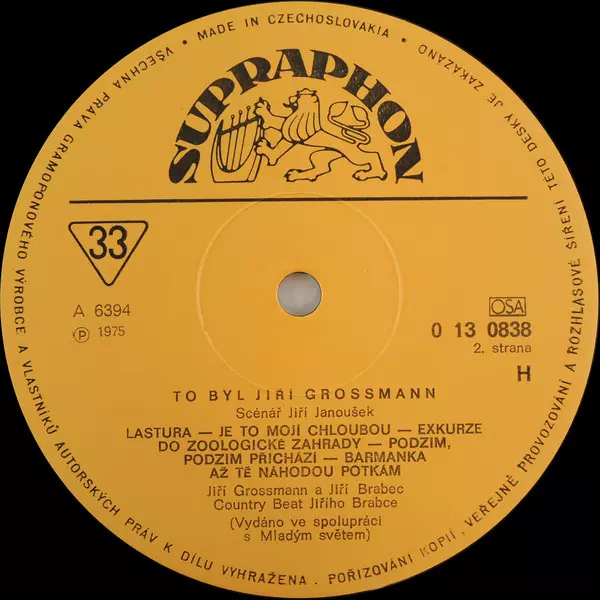 MADE IN CZECHOSLOVAKIA
SUPRAPHON
33
A 6394
Ⓟ 1975
OSA
0 13 0838
2. strana
H
TO BYL JIŘÍ GROSSMANN
Scénář Jiří Janoušek
LASTURA — JE TO MOJÍ CHLOUBOU — EXKURZE
DO ZOOLOGICKÉ ZAHRADY — PODZIM,
PODZIM PŘICHÁZÍ — BARMANKA
AŽ TĚ NÁHODOU POTKÁM
Jiří Grossmann a Jiří Brabec
Country Beat Jiřího Brabce
(Vydáno ve spolupráci
s Mladým světem)
VŠECHNA PRÁVA GRAMOFONOVÉHO VÝROBCE A VLASTNÍKŮ AUTORSKÝCH PRÁV K DÍLU VYHRAŽENA. POŘIZOVÁNÍ KOPIÍ, VEŘEJNÉ PROVOZOVÁNÍ A ROZHLASOVÉ ŠÍŘENÍ TÉTO DESKY JE ZAKÁZÁNO